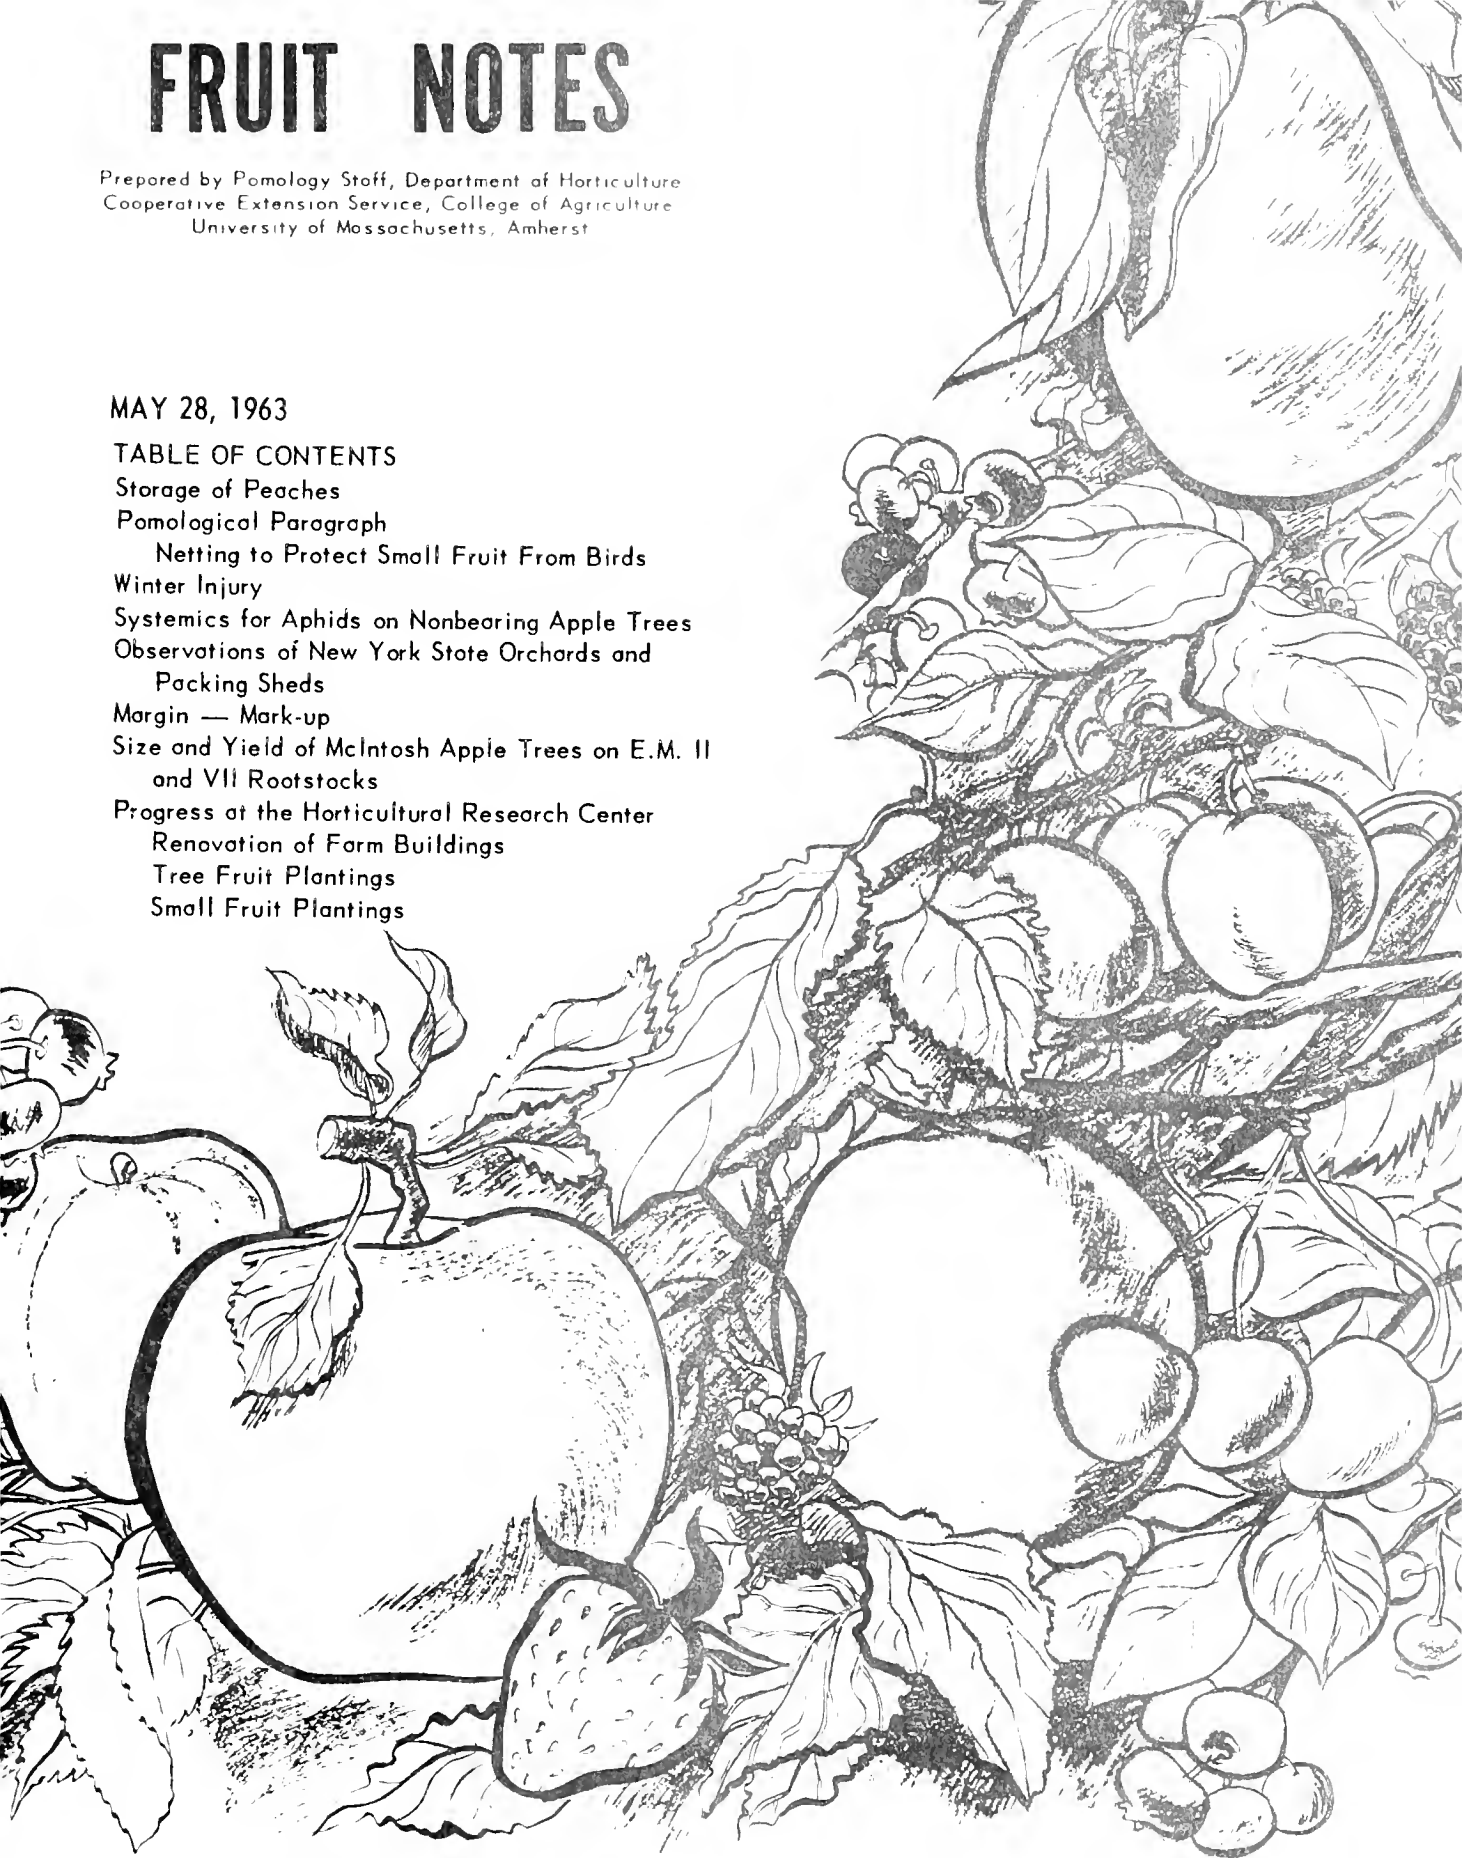 FRUIT NOTES
Prepared by Pomology Staff, Department of Horticulture
Cooperative Extension Service, College of Agriculture
University of Massachusetts, Amherst
MAY 28, 1963
TABLE OF CONTENTS
Storage of Peaches
Pomological Paragraph
Netting to Protect Small Fruit From Birds
Winter Injury
Systemics for Aphids on Nonbearing Apple Trees
Observations of New York State Orchards and
Packing Sheds
Margin — Mark-up
Size and Yield of McIntosh Apple Trees on E.M. II
and VII Rootstocks
Progress at the Horticultural Research Center
Renovation of Farm Buildings
Tree Fruit Plantings
Small Fruit Plantings